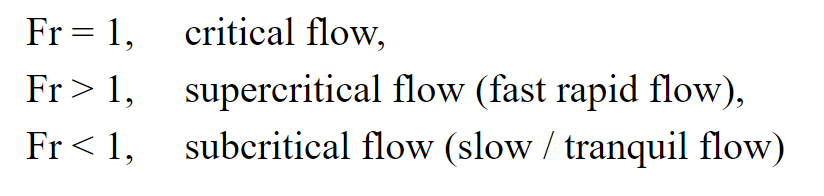 Fr = 1, critical flow,
Fr > 1, supercritical flow (fast rapid flow),
Fr < 1, subcritical flow (slow / tranquil flow)